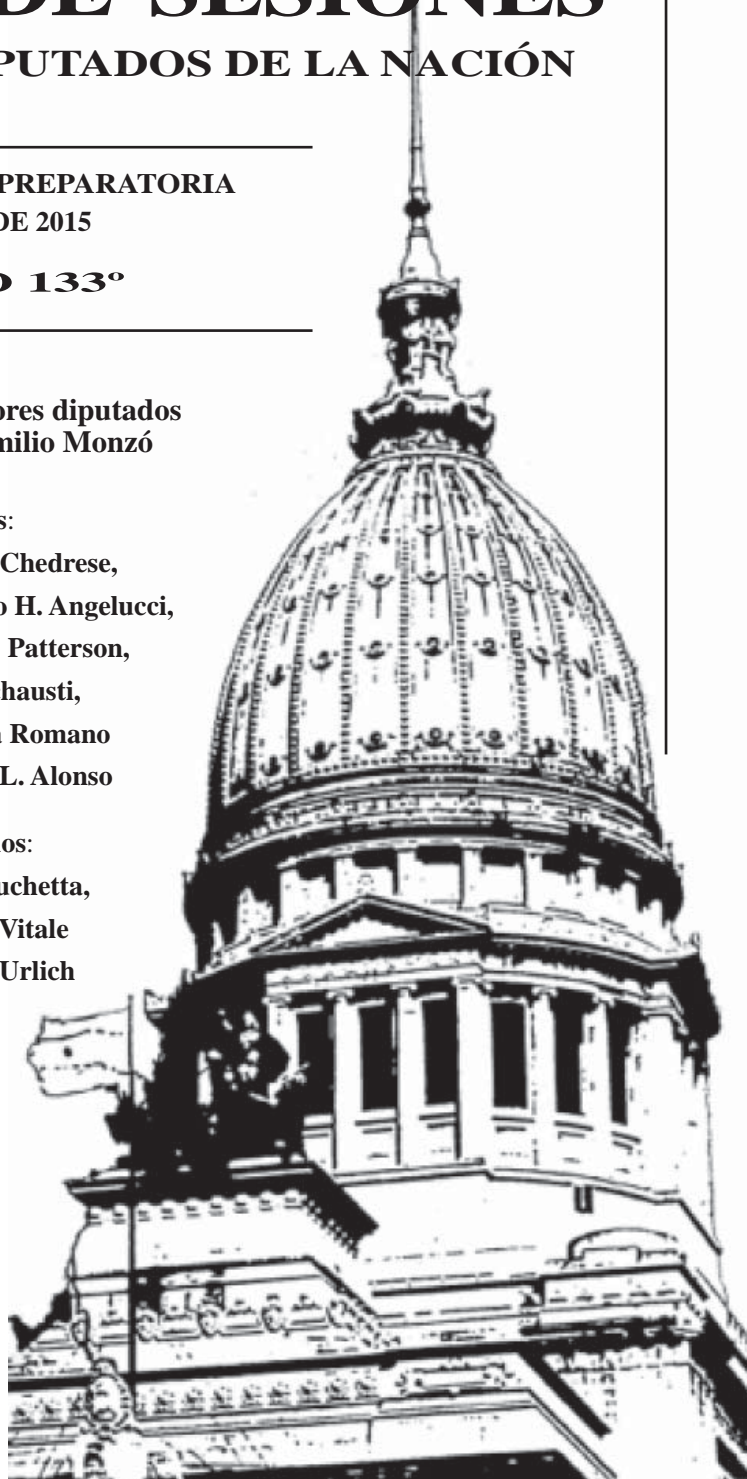 DE SESIONES
PUTADOS DE LA NACIÓN
PREPARATORIA
DE 2015
O 133º
ores diputados
milio Monzó
s:
Chedrese,
o H. Angelucci,
Patterson,
hausti,
a Romano
L. Alonso
ios:
uchetta,
Vitale
Urlich